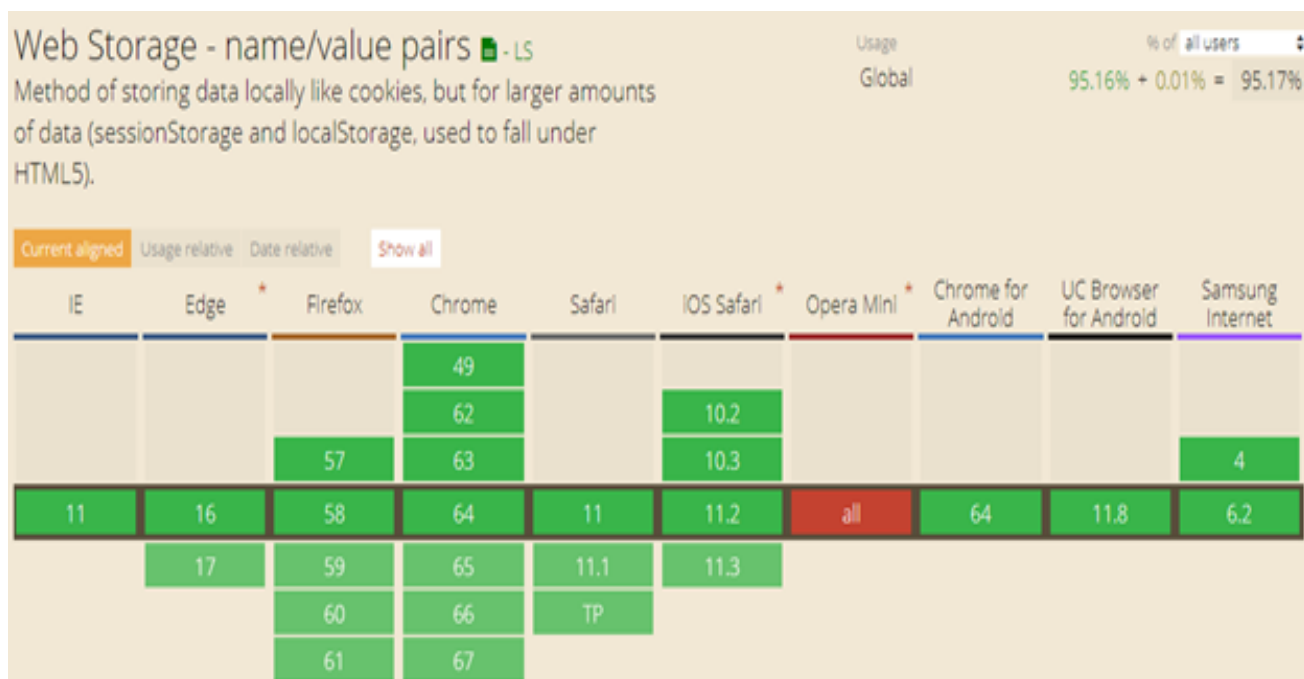 Web Storage - name/value pairs - LS
Usage % of all users
Method of storing data locally like cookies, but for larger amounts
of data (sessionStorage and localStorage, used to fall under
HTML5).
Global 95.16% + 0.01% = 95.17%
Current aligned Usage relative Date relative Show all
IE Edge * Firefox Chrome Safari iOS Safari * Opera Mini * Chrome for Android UC Browser for Android Samsung Internet
49
62 10.2
57 63 10.3 4
11 16 58 64 11 11.2 all 64 11.8 6.2
17 59 65 11.1 11.3
60 66 TP
61 67